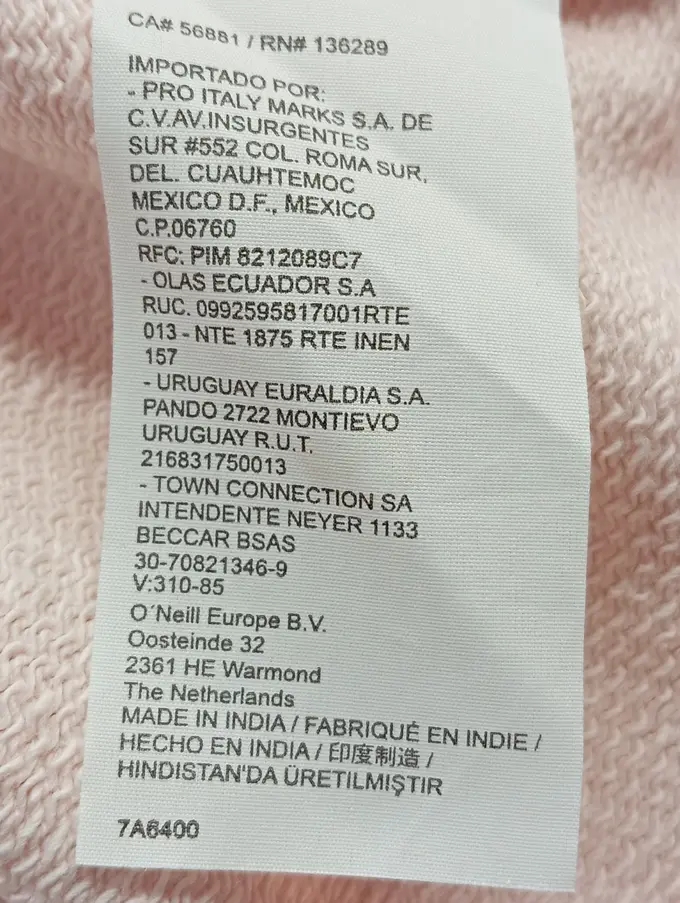 CA# 56881 / RN# 136289
IMPORTADO POR:
- PRO ITALY MARKS S.A. DE
C.V.AV.INSURGENTES
SUR #552 COL. ROMA SUR,
DEL. CUAUHTEMOC
MEXICO D.F., MEXICO
C.P.06760
RFC: PIM 8212089C7
- OLAS ECUADOR S.A
RUC. 0992595817001RTE
013 - NTE 1875 RTE INEN
157
- URUGUAY EURALDIA S.A.
PANDO 2722 MONTIEVO
URUGUAY R.U.T.
216831750013
- TOWN CONNECTION SA
INTENDENTE NEYER 1133
BECCAR BSAS
30-70821346-9
V:310-85
O´Neill Europe B.V.
Oosteinde 32
2361 HE Warmond
The Netherlands
MADE IN INDIA / FABRIQUÉ EN INDIE /
HECHO EN INDIA / 印度制造 /
HINDISTAN'DA ÜRETILMIŞTIR
7A6400